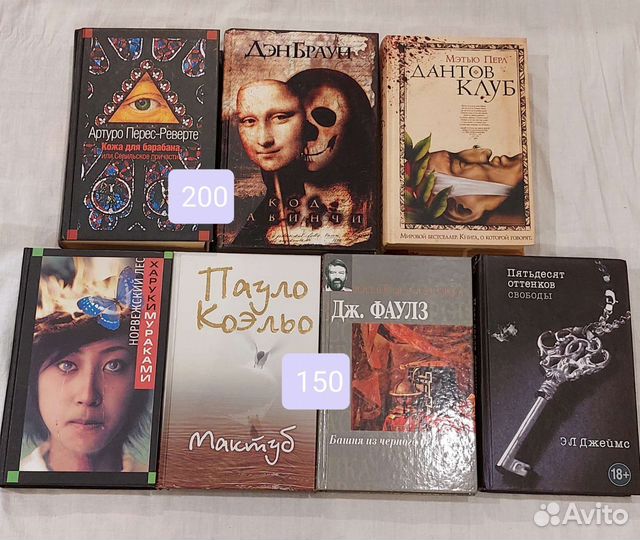 Артуро Перес-Реверте
Кожа для барабана,
или Севильское причастие
200
Дэн Браун
КОД
ДА ВИНЧИ
Мэтью Перл
ДАНТОВ
КЛУБ
Мировой бестселлер. Книга, о которой говорят.
ХАРУКИ МУРАКАМИ
НОРВЕЖСКИЙ ЛЕС
Пауло
Коэльо
Мактуб
150
Дж. ФАУЛЗ
Башня из черного
Пятьдесят
оттенков
свободы
Э Л Джеймс
18+
Avito